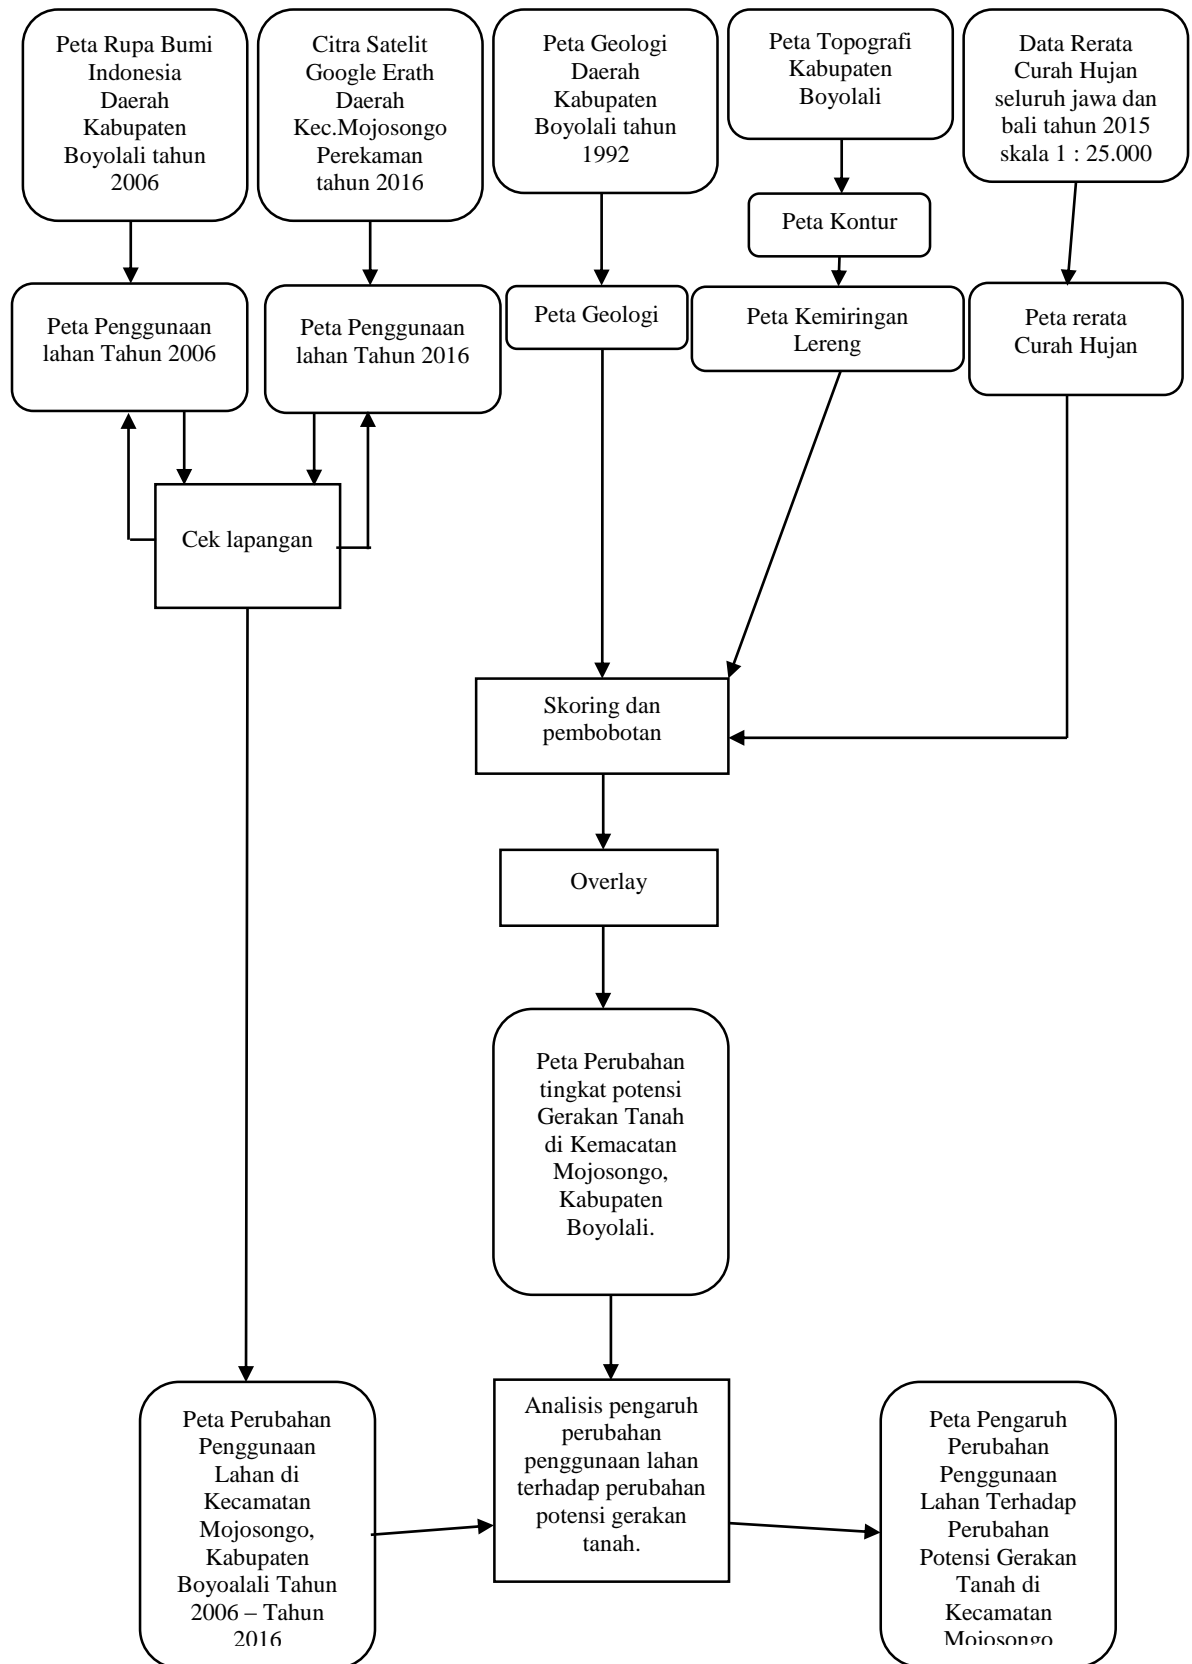 Peta Rupa Bumi
Indonesia
Daerah
Kabupaten
Boyolali tahun
2006
Citra Satelit
Google Erath
Daerah
Kec.Mojosongo
Perekaman
tahun 2016
Peta Geologi
Daerah
Kabupaten
Boyolali tahun
1992
Peta Topografi
Kabupaten
Boyolali
Data Rerata
Curah Hujan
seluruh jawa dan
bali tahun 2015
skala 1 : 25.000
Peta Kontur
Peta Penggunaan
lahan Tahun 2006
Peta Penggunaan
lahan Tahun 2016
Peta Geologi
Peta Kemiringan
Lereng
Peta rerata
Curah Hujan
Cek lapangan
Skoring dan
pembobotan
Overlay
Peta Perubahan
tingkat potensi
Gerakan Tanah
di Kemacatan
Mojosongo,
Kabupaten
Boyolali.
Peta Perubahan
Penggunaan
Lahan di
Kecamatan
Mojosongo,
Kabupaten
Boyoalali Tahun
2006 – Tahun
2016
Analisis pengaruh
perubahan
penggunaan lahan
terhadap perubahan
potensi gerakan
tanah.
Peta Pengaruh
Perubahan
Penggunaan
Lahan Terhadap
Perubahan
Potensi Gerakan
Tanah di
Kecamatan
Mojosongo